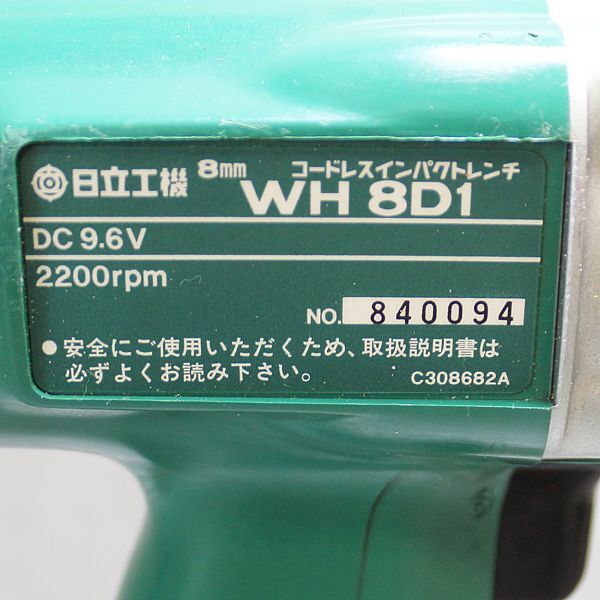 日立工機 8mm コードレスインパクトレンチ
WH 8D1
DC 9.6V
2200rpm
NO. 840094
●安全にご使用いただくため、取扱説明書は
必ずよくお読み下さい。
C308682A